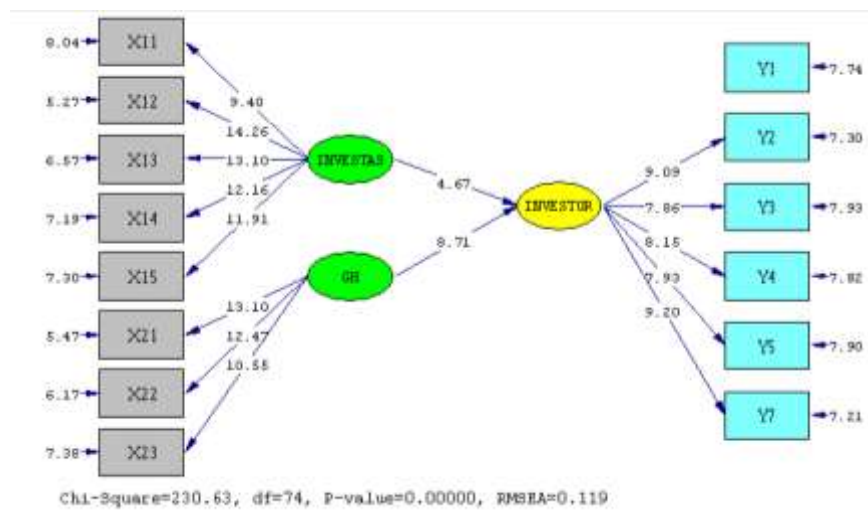 8.04 X11
5.27 X12
6.57 X13
7.19 X14
7.30 X15
5.47 X21
6.17 X22
7.38 X23
9.40
14.26
13.10
12.16
11.91
13.10
12.47
10.55
INVESTAS
GH
4.67
8.71
INVESTOR
9.09
7.86
8.15
7.93
9.20
Y1 7.74
Y2 7.30
Y3 7.93
Y4 7.82
Y5 7.90
Y7 7.21
Chi-Square=230.63, df=74, P-value=0.00000, RMSEA=0.119